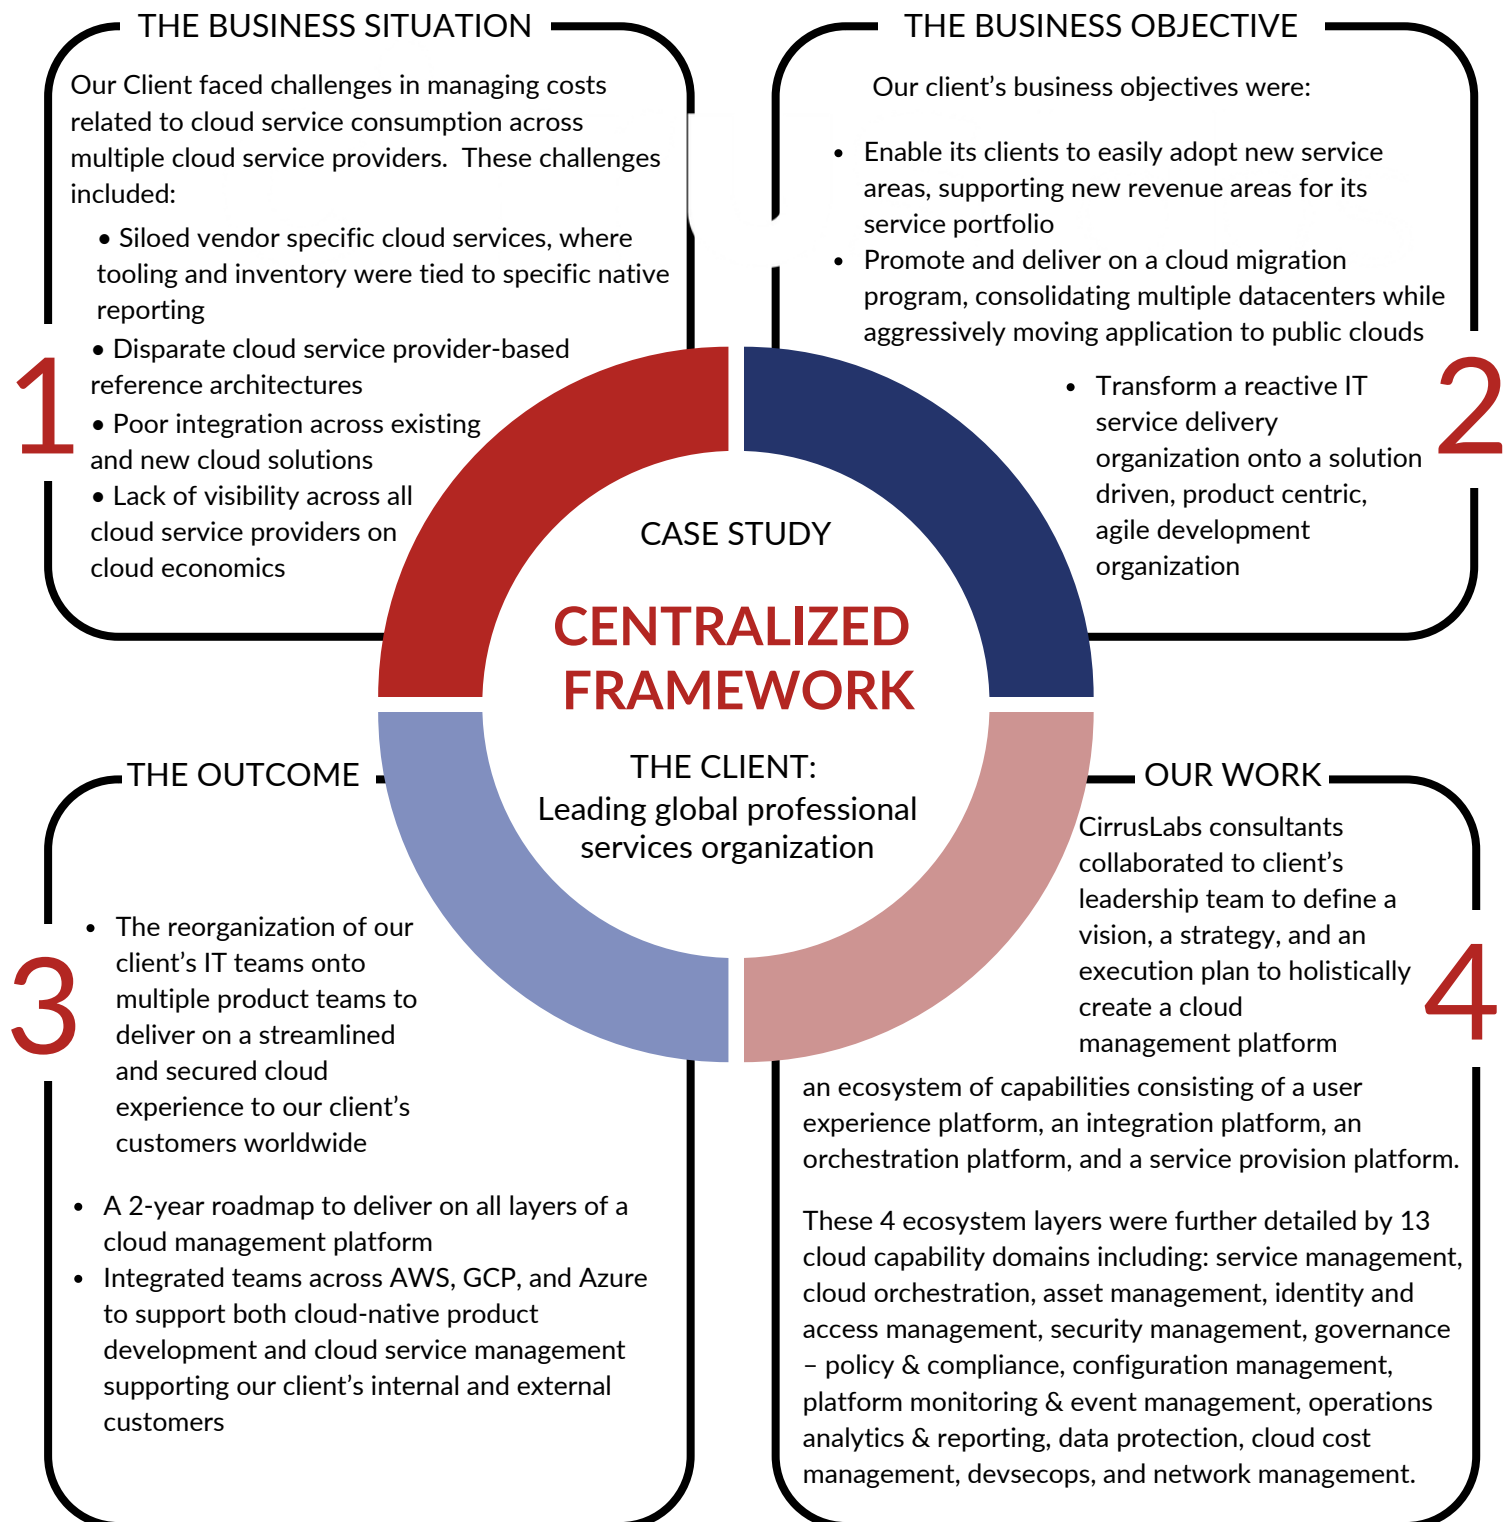 THE BUSINESS SITUATION
Our Client faced challenges in managing costs
related to cloud service consumption across
multiple cloud service providers.  These challenges
included:
• Siloed vendor specific cloud services, where
tooling and inventory were tied to specific native
reporting
• Disparate cloud service provider-based
reference architectures
• Poor integration across existing
and new cloud solutions
• Lack of visibility across all
cloud service providers on
cloud economics
1
THE BUSINESS OBJECTIVE
Our client’s business objectives were:
• Enable its clients to easily adopt new service
areas, supporting new revenue areas for its
service portfolio
• Promote and deliver on a cloud migration
program, consolidating multiple datacenters while
aggressively moving application to public clouds
• Transform a reactive IT
service delivery
organization onto a solution
driven, product centric,
agile development
organization
2
CASE STUDY
CENTRALIZED
FRAMEWORK
THE CLIENT:
Leading global professional
services organization
THE OUTCOME
3
• The reorganization of our
client’s IT teams onto
multiple product teams to
deliver on a streamlined
and secured cloud
experience to our client’s
customers worldwide
• A 2-year roadmap to deliver on all layers of a
cloud management platform
• Integrated teams across AWS, GCP, and Azure
to support both cloud-native product
development and cloud service management
supporting our client’s internal and external
customers
OUR WORK
CirrusLabs consultants
collaborated to client’s
leadership team to define a
vision, a strategy, and an
execution plan to holistically
create a cloud
management platform
4
an ecosystem of capabilities consisting of a user
experience platform, an integration platform, an
orchestration platform, and a service provision platform.
These 4 ecosystem layers were further detailed by 13
cloud capability domains including: service management,
cloud orchestration, asset management, identity and
access management, security management, governance
– policy & compliance, configuration management,
platform monitoring & event management, operations
analytics & reporting, data protection, cloud cost
management, devsecops, and network management.